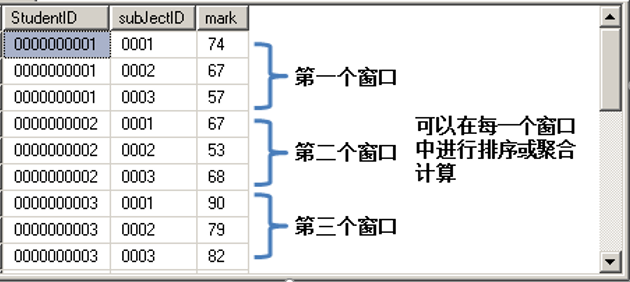 StudentID subJectID mark
0000000001 0001 74
0000000001 0002 67
0000000001 0003 57
第一个窗口
0000000002 0001 67
0000000002 0002 53
0000000002 0003 68
第二个窗口
0000000003 0001 90
0000000003 0002 79
0000000003 0003 82
第三个窗口
可以在每一个窗口
中进行排序或聚合
计算